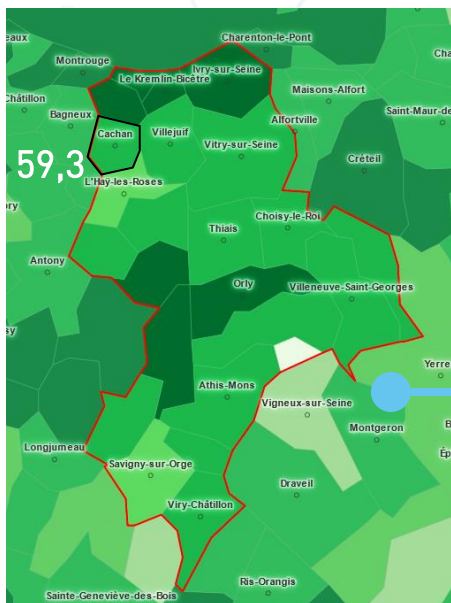 eaux
Charenton-le-Pont
Montrouge
Ivry-sur-Seine
Cha
Le Kremlin-Bicêtre
Maisons-Alfort
Châtillon
Bagneux
Alfortville
Saint-Maur-de
Cachan
Villejuif
Vitry-sur-Seine
Créteil
59,3
L'Haÿ-les-Roses
ory
Choisy-le-Roi
Thiais
Antony
Orly
Villeneuve-Saint-Georges
sy
Yerre
Athis-Mons
Vigneux-sur-Seine
Montgeron
B
Ép
Longjumeau
Savigny-sur-Orge
Draveil
Viry-Châtillon
Ris-Orangis
Sainte-Geneviève-des-Bois